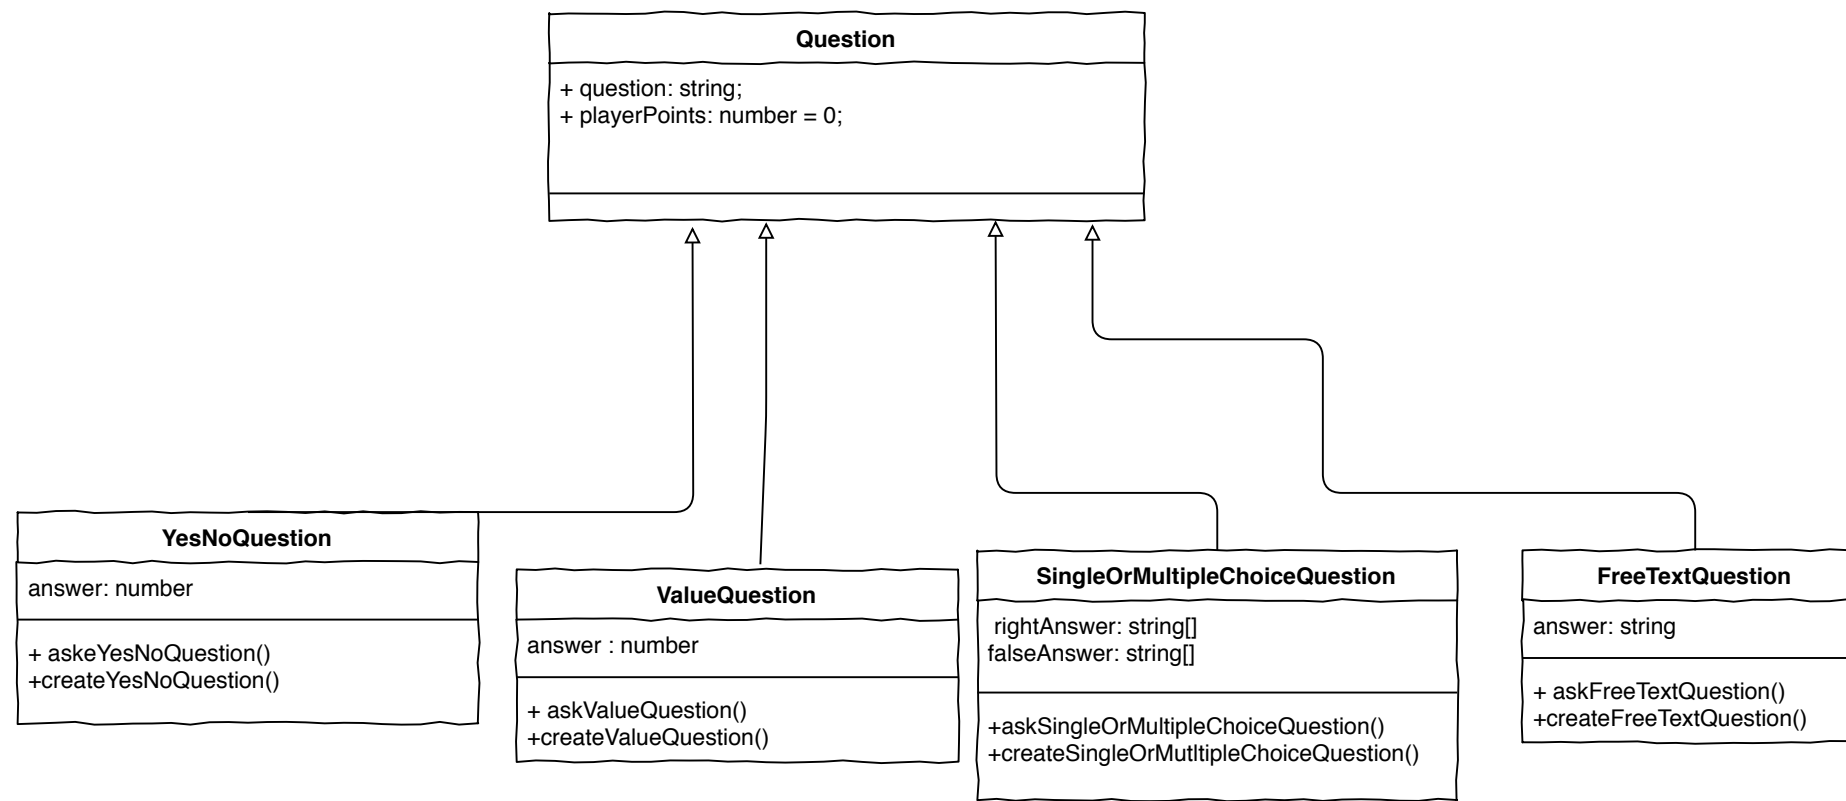 Question
+ question: string;
+ playerPoints: number = 0;
YesNoQuestion
answer: number
+ askeYesNoQuestion()
+createYesNoQuestion()
ValueQuestion
answer : number
+ askValueQuestion()
+createValueQuestion()
SingleOrMultipleChoiceQuestion
rightAnswer: string[]
falseAnswer: string[]
+askSingleOrMultipleChoiceQuestion()
+createSingleOrMutltipleChoiceQuestion()
FreeTextQuestion
answer: string
+ askFreeTextQuestion()
+createFreeTextQuestion()